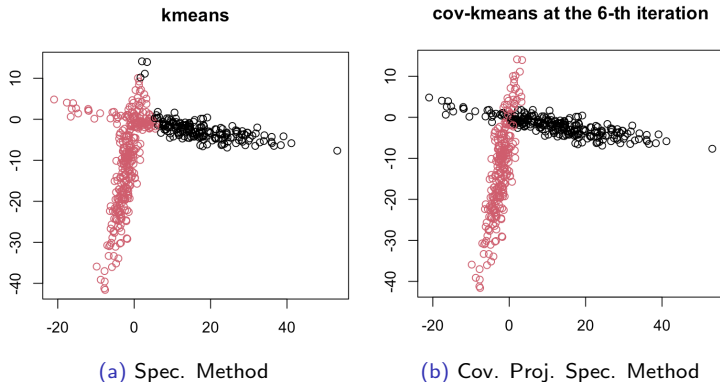 kmeans
10
0
-10
-20
-30
-40
-20 0 20 40
(a) Spec. Method
cov-kmeans at the 6-th iteration
10
0
-10
-20
-30
-40
-20 0 20 40
(b) Cov. Proj. Spec. Method